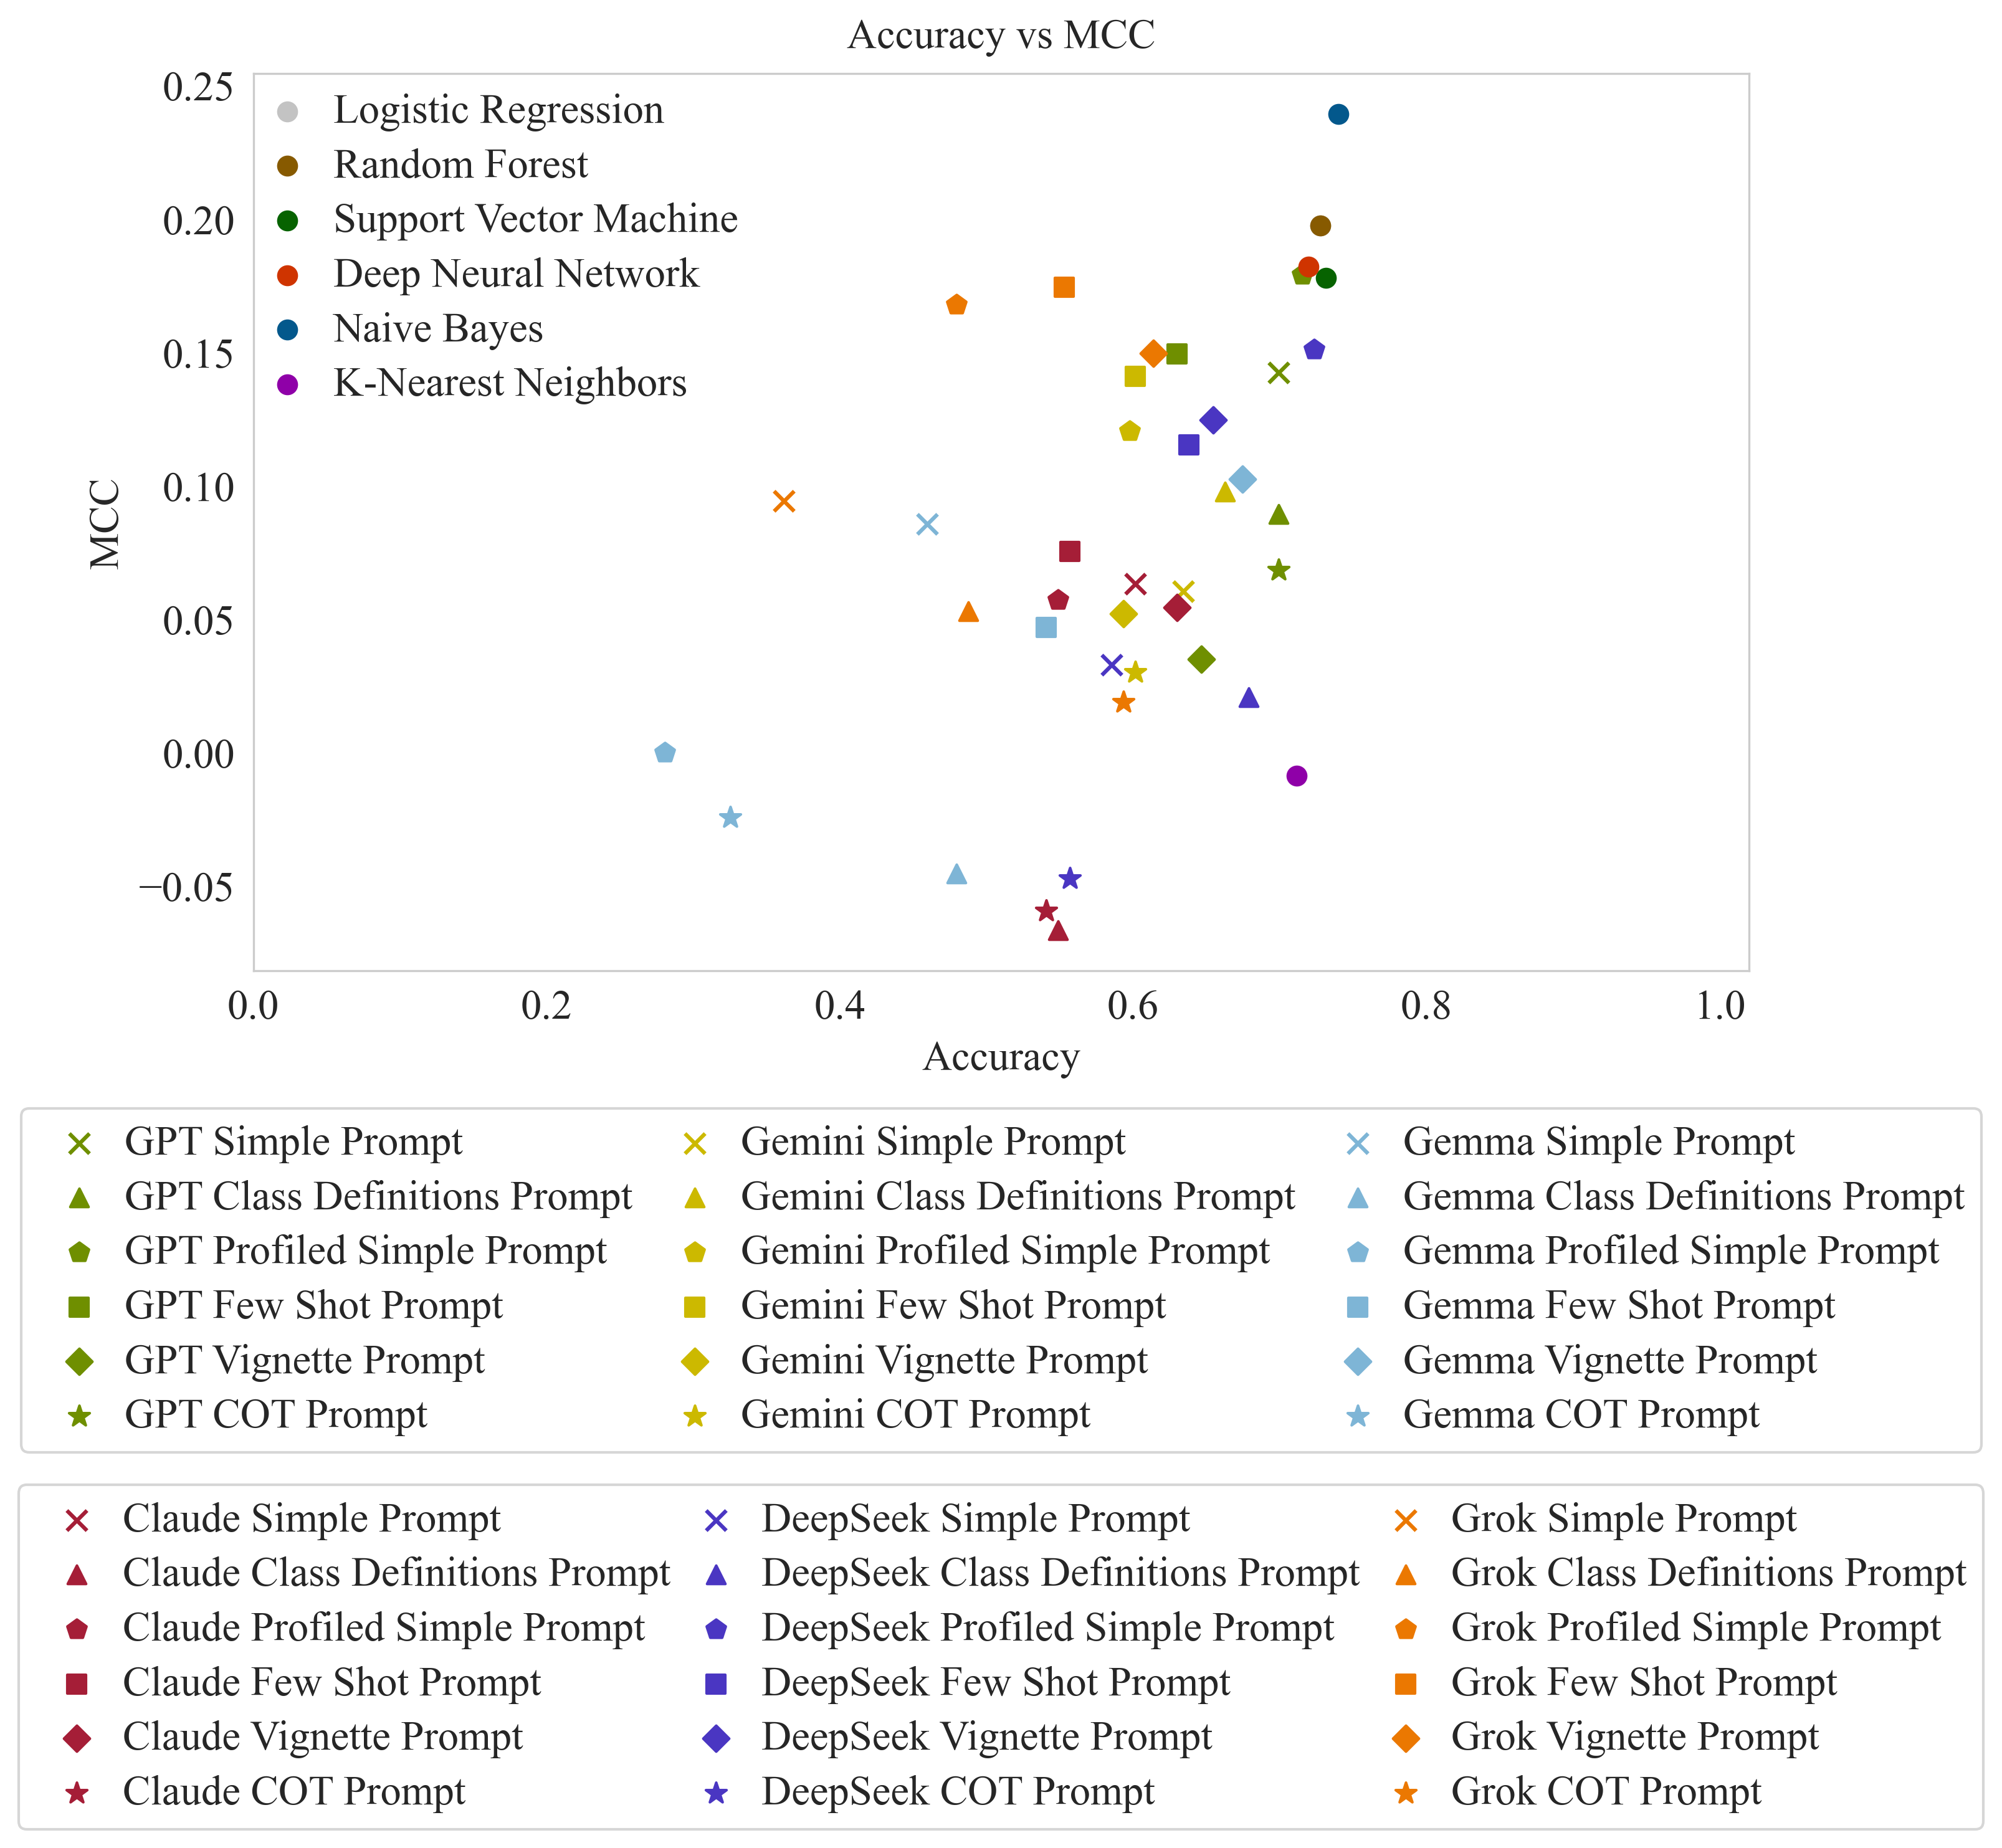 Accuracy vs MCC
0.25
0.20
0.15
0.10
0.05
0.00
−0.05
MCC
Logistic Regression
Random Forest
Support Vector Machine
Deep Neural Network
Naive Bayes
K-Nearest Neighbors
0.0 0.2 0.4 0.6 0.8 1.0
Accuracy
GPT Simple Prompt
GPT Class Definitions Prompt
GPT Profiled Simple Prompt
GPT Few Shot Prompt
GPT Vignette Prompt
GPT COT Prompt
Gemini Simple Prompt
Gemini Class Definitions Prompt
Gemini Profiled Simple Prompt
Gemini Few Shot Prompt
Gemini Vignette Prompt
Gemini COT Prompt
Gemma Simple Prompt
Gemma Class Definitions Prompt
Gemma Profiled Simple Prompt
Gemma Few Shot Prompt
Gemma Vignette Prompt
Gemma COT Prompt
Claude Simple Prompt
Claude Class Definitions Prompt
Claude Profiled Simple Prompt
Claude Few Shot Prompt
Claude Vignette Prompt
Claude COT Prompt
DeepSeek Simple Prompt
DeepSeek Class Definitions Prompt
DeepSeek Profiled Simple Prompt
DeepSeek Few Shot Prompt
DeepSeek Vignette Prompt
DeepSeek COT Prompt
Grok Simple Prompt
Grok Class Definitions Prompt
Grok Profiled Simple Prompt
Grok Few Shot Prompt
Grok Vignette Prompt
Grok COT Prompt